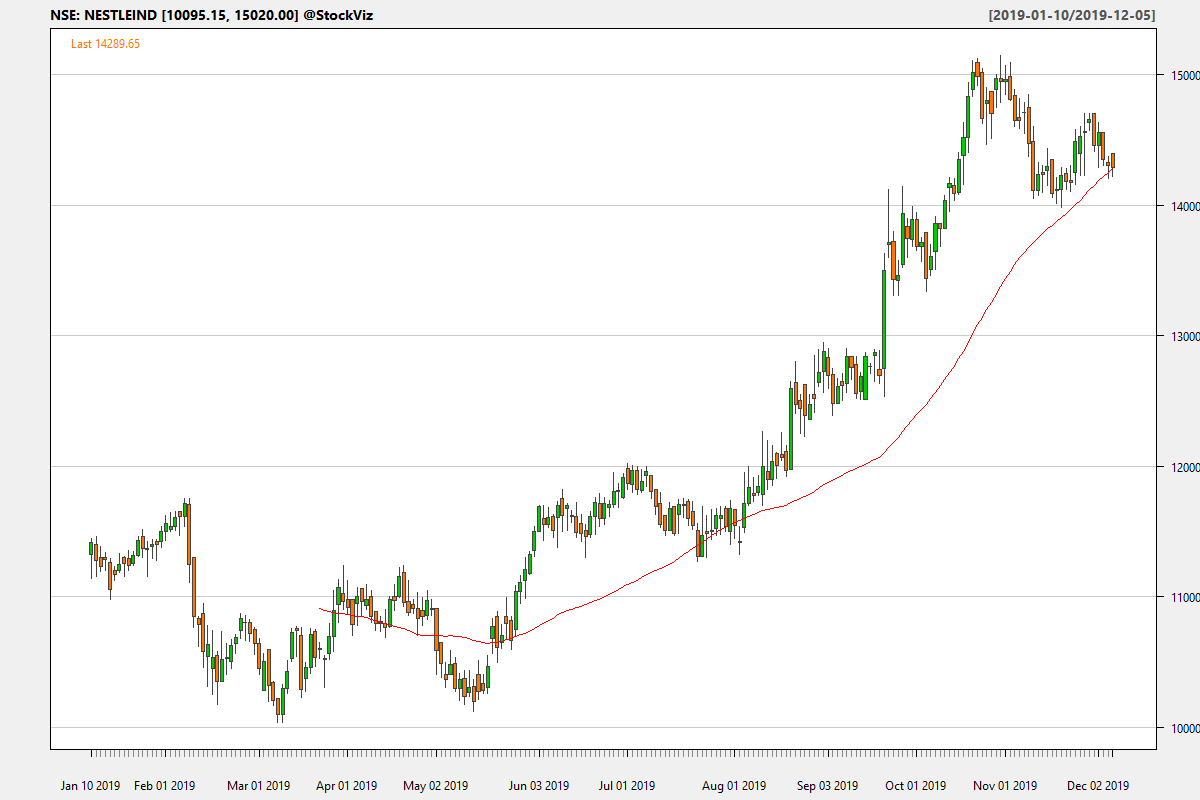 NSE: NESTLEIND [10095.15, 15020.00] @StockViz
[2019-01-10/2019-12-05]
Last 14289.65
15000
14000
13000
12000
11000
10000
Jan 10 2019 Feb 01 2019 Mar 01 2019 Apr 01 2019 May 02 2019 Jun 03 2019 Jul 01 2019 Aug 01 2019 Sep 03 2019 Oct 01 2019 Nov 01 2019 Dec 02 2019